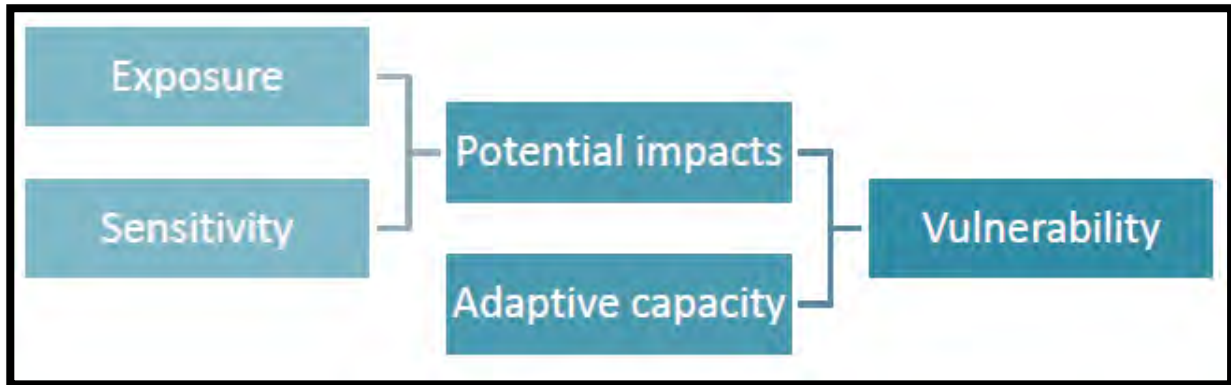 Exposure
Sensitivity
Potential impacts
Adaptive capacity
Vulnerability